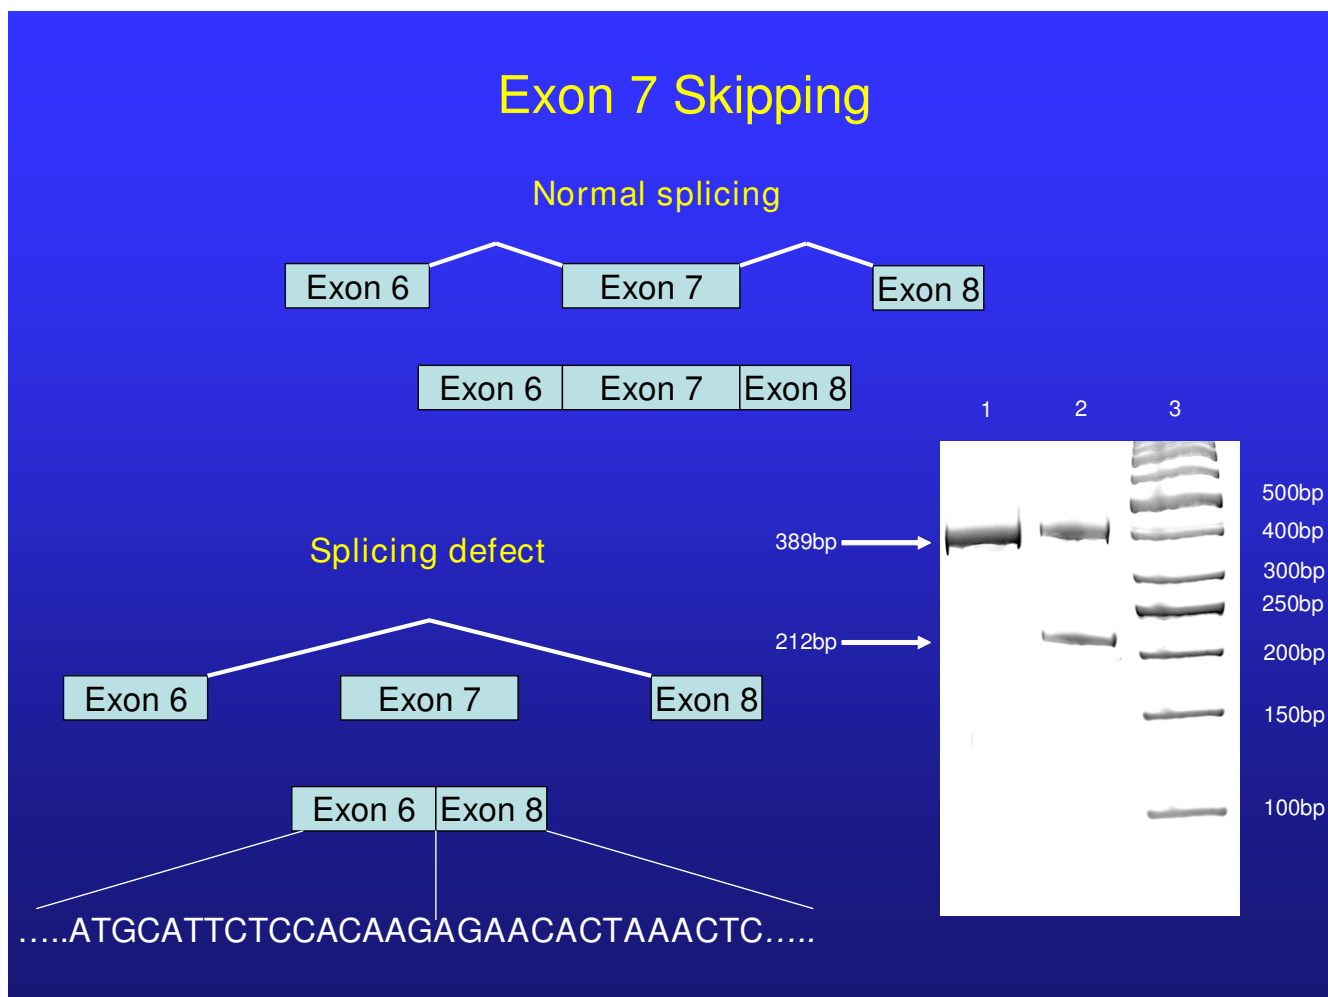 Exon 7 Skipping
Normal splicing
Exon 6 Exon 7 Exon 8
Exon 6 Exon 7 Exon 8
1 2 3
500bp
389bp 400bp
Splicing defect
300bp
250bp
212bp 200bp
Exon 6 Exon 7 Exon 8
150bp
Exon 6 Exon 8
100bp
.....ATGCATTCTCCACAAGAGAACACTAAACTC.....